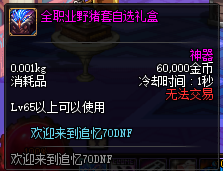 全职业野猪套自选礼盒
神器
0.001kg 60,000金币
消耗品 冷却时间：1秒
无法交易
Lv65以上可以使用
欢迎来到追忆70DNF
欢迎来到追忆70DNF